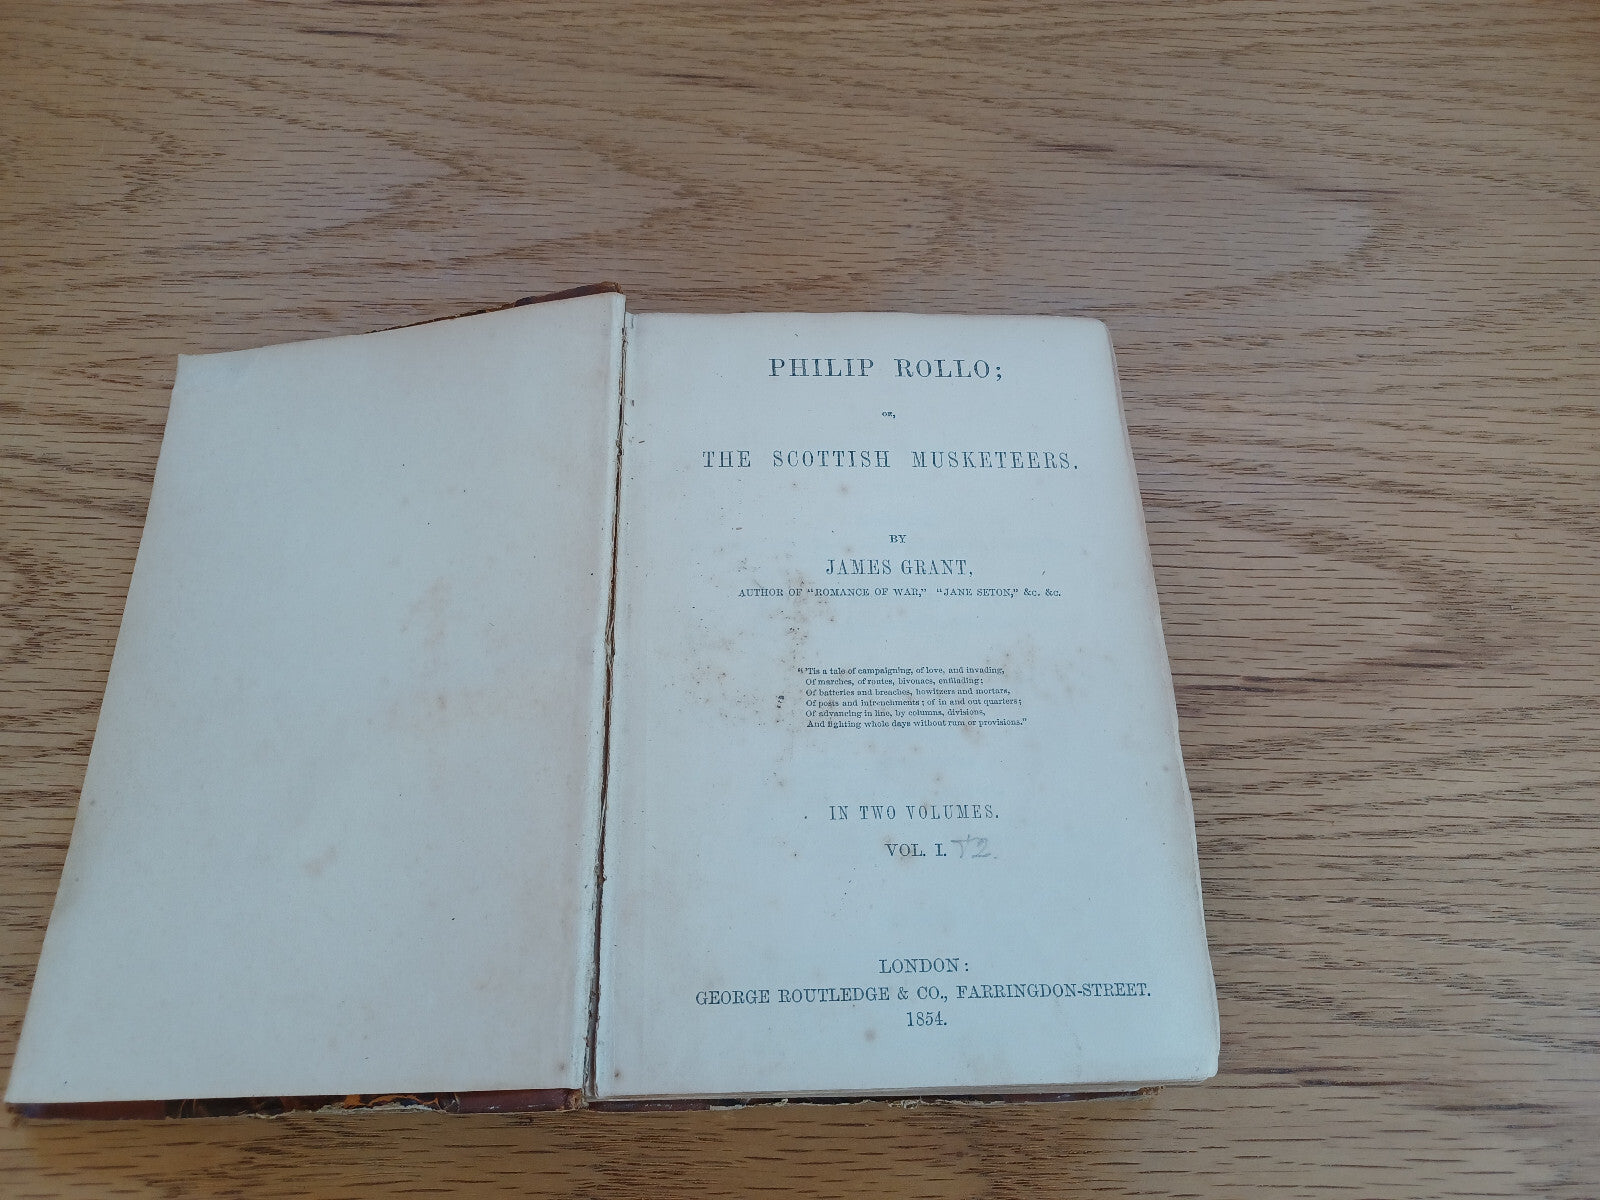 PHILIP ROLLO;
OR,
THE SCOTTISH MUSKETEERS.
BY
JAMES GRANT,
AUTHOR OF "ROMANCE OF WAR," "JANE SETON," &c. &c.
"'Tis a tale of campaigning, of love, and invading,
Of marches, of routes, bivouacs, enfilading;
Of batteries and breaches, howitzers and mortars,
Of posts and intrenchments; of in and out quarters;
Of advancing in line, by columns, divisions,
And fighting whole days without rum or provisions."
IN TWO VOLUMES.
VOL. I. + 2.
LONDON:
GEORGE ROUTLEDGE & CO., FARRINGDON-STREET.
1854.